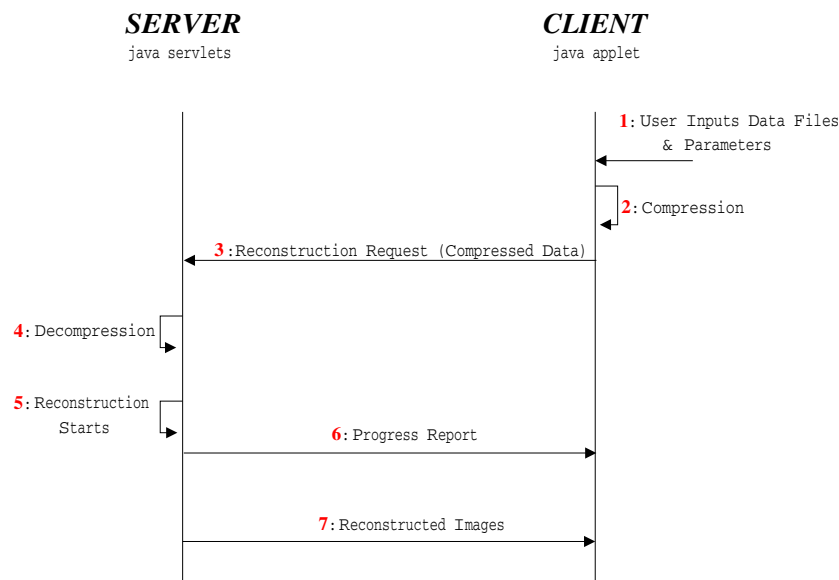 SERVER
java servlets
CLIENT
java applet
1: User Inputs Data Files
& Parameters
2: Compression
3: Reconstruction Request (Compressed Data)
4: Decompression
5: Reconstruction
Starts
6: Progress Report
7: Reconstructed Images